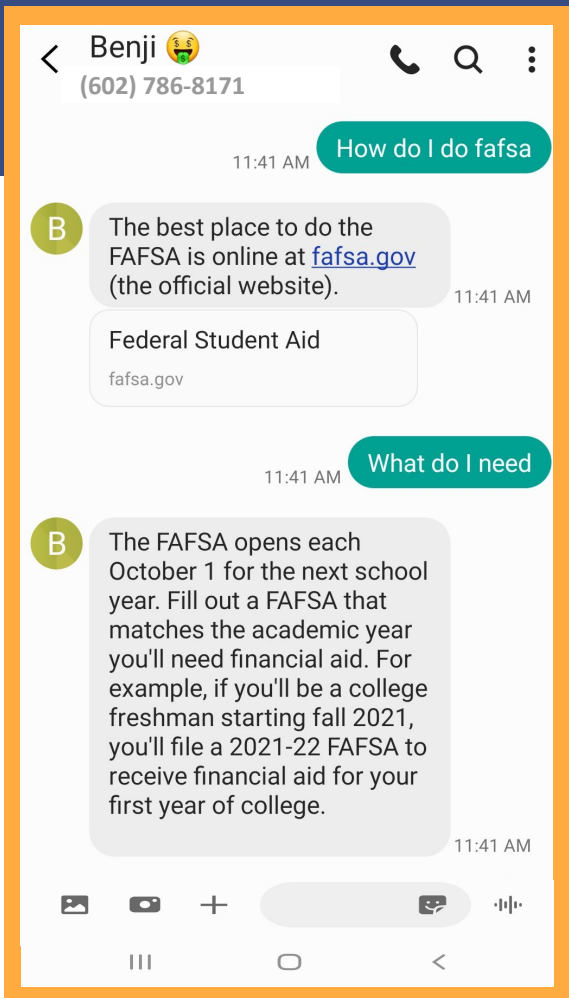 Benji 🤑
(602) 786-8171
How do I do fafsa
11:41 AM
B
The best place to do the
FAFSA is online at fafsa.gov
(the official website).
11:41 AM
Federal Student Aid
fafsa.gov
What do I need
11:41 AM
B
The FAFSA opens each
October 1 for the next school
year. Fill out a FAFSA that
matches the academic year
you'll need financial aid. For
example, if you'll be a college
freshman starting fall 2021,
you'll file a 2021-22 FAFSA to
receive financial aid for your
first year of college.
11:41 AM